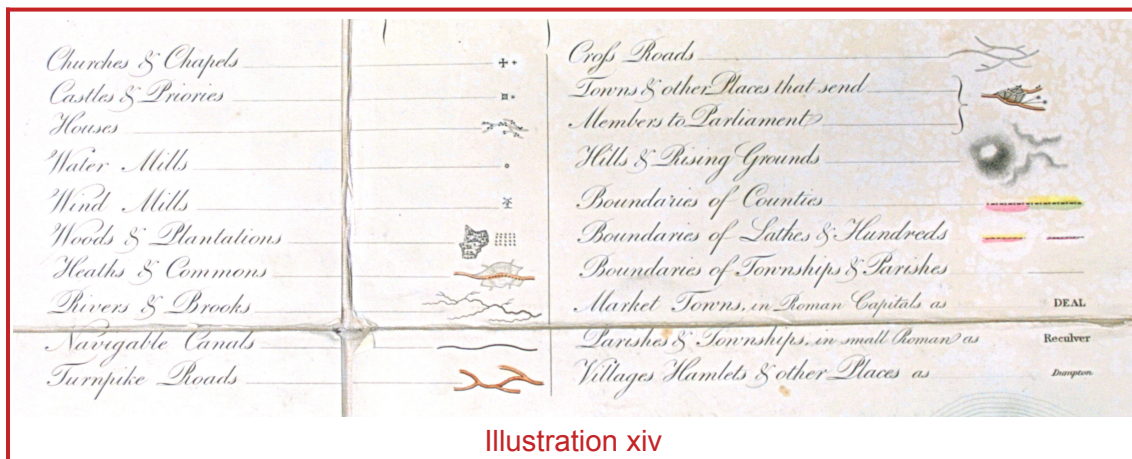 Churches & Chapels
Castles & Priories
Houses
Water Mills
Wind Mills
Woods & Plantations
Heaths & Commons
Rivers & Brooks
Navigable Canals
Turnpike Roads
Cross Roads
Towns & other Places that send
Members to Parliament
Hills & Rising Grounds
Boundaries of Counties
Boundaries of Lathes & Hundreds
Boundaries of Townships & Parishes
Market Towns, in Roman Capitals as DEAL
Parishes & Townships, in small Roman as Reculver
Villages Hamlets & other Places as Dumpton
Illustration xiv